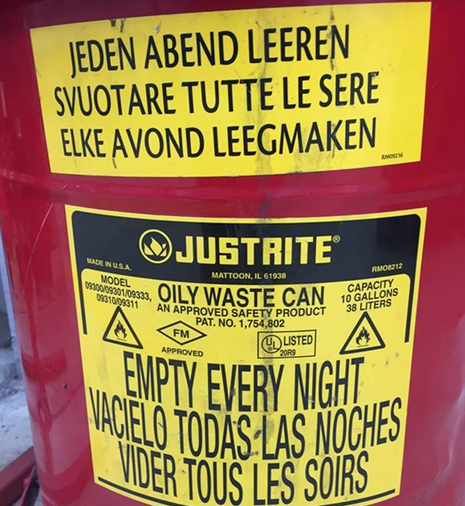 JEDEN ABEND LEEREN
SVUOTARE TUTTE LE SERE
ELKE AVOND LEEGMAKEN
RM09216
JUSTRITE®
MADE IN U.S.A.
MATTOON, IL 61938
RMO8212
MODEL
09300/09301/09333,
09310/09311
OILY WASTE CAN
AN APPROVED SAFETY PRODUCT
PAT. NO. 1,754,802
CAPACITY
10 GALLONS
38 LITERS
FM
APPROVED
UL LISTED
20R9
EMPTY EVERY NIGHT
VACIELO TODAS LAS NOCHES
VIDER TOUS LES SOIRS